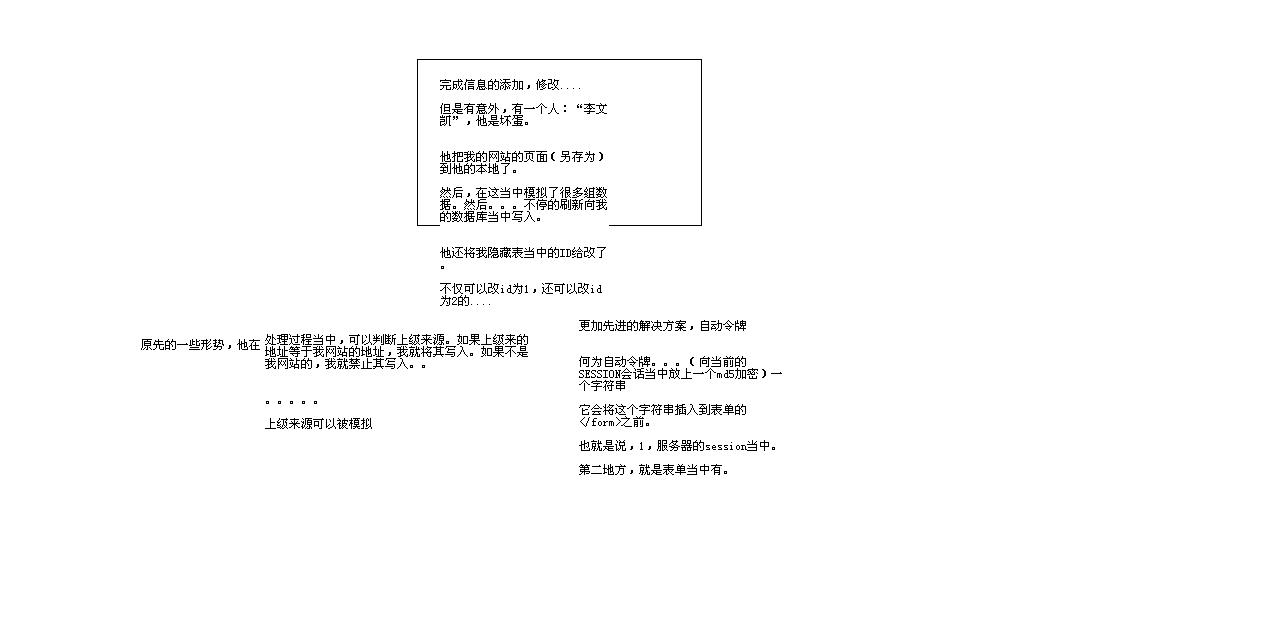 完成信息的添加，修改....
但是有意外，有一个人：“李文
凯”，他是坏蛋。
他把我的网站的页面（另存为）
到他的本地了。
然后，在这当中模拟了很多组数
据。然后。。。不停的刷新向我
的数据库当中写入。
他还将我隐藏表当中的ID给改了
。
不仅可以改id为1，还可以改id
为2的....
原先的一些形势，他在
处理过程当中，可以判断上级来源。如果上级来的
地址等于我网站的地址，我就将其写入。如果不是
我网站的，我就禁止其写入。。
。。。。。
上级来源可以被模拟
更加先进的解决方案，自动令牌
何为自动令牌。。。（向当前的
SESSION会话当中放上一个md5加密）一
个字符串
它会将这个字符串插入到表单的
</form>之前。
也就是说，1，服务器的session当中。
第二地方，就是表单当中有。